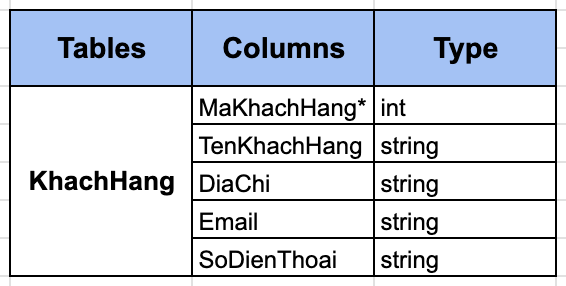 Tables Columns Type
MaKhachHang* int
TenKhachHang string
KhachHang DiaChi string
Email string
SoDienThoai string